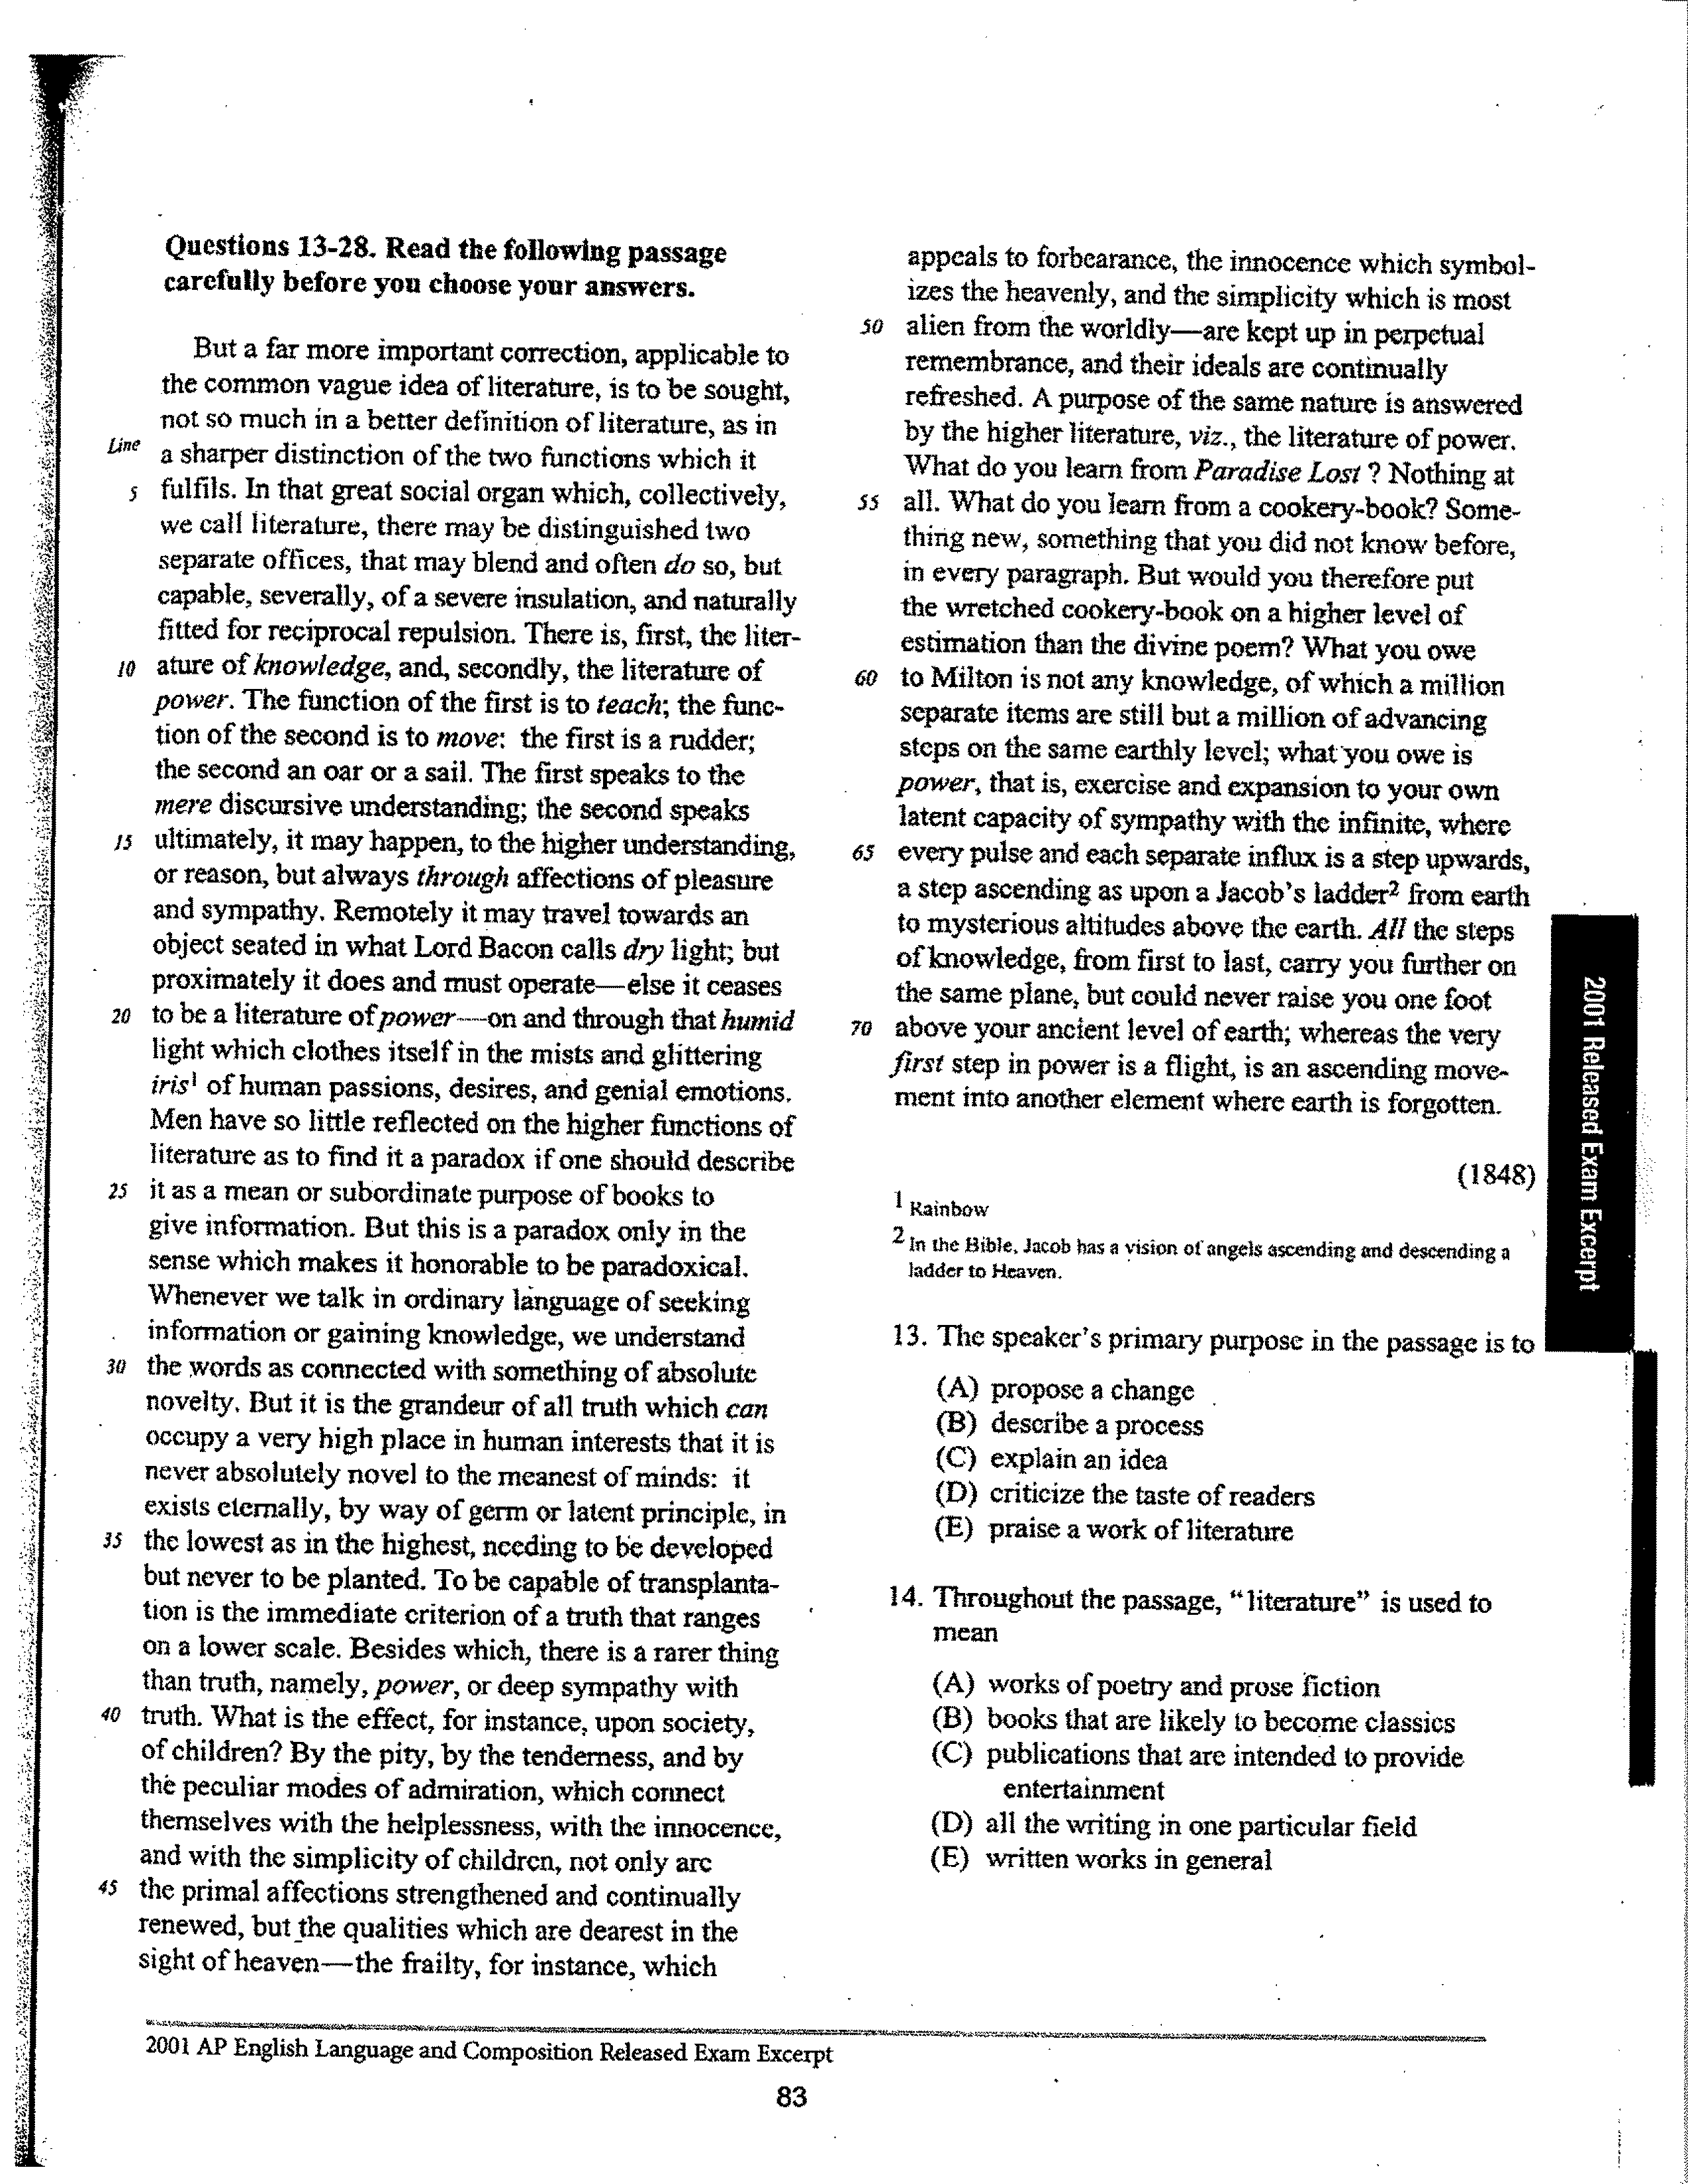 Questions 13-28. Read the following passage
carefully before you choose your answers.
But a far more important correction, applicable to
the common vague idea of literature, is to be sought,
not so much in a better definition of literature, as in
Line a sharper distinction of the two functions which it
5 fulfils. In that great social organ which, collectively,
we call literature, there may be distinguished two
separate offices, that may blend and often do so, but
capable, severally, of a severe insulation, and naturally
fitted for reciprocal repulsion. There is, first, the liter-
10 ature of knowledge, and, secondly, the literature of
power. The function of the first is to teach; the func-
tion of the second is to move: the first is a rudder;
the second an oar or a sail. The first speaks to the
mere discursive understanding; the second speaks
15 ultimately, it may happen, to the higher understanding,
or reason, but always through affections of pleasure
and sympathy. Remotely it may travel towards an
object seated in what Lord Bacon calls dry light; but
proximately it does and must operate—else it ceases
20 to be a literature of power—on and through that humid
light which clothes itself in the mists and glittering
iris¹ of human passions, desires, and genial emotions.
Men have so little reflected on the higher functions of
literature as to find it a paradox if one should describe
25 it as a mean or subordinate purpose of books to
give information. But this is a paradox only in the
sense which makes it honorable to be paradoxical.
Whenever we talk in ordinary language of seeking
information or gaining knowledge, we understand
30 the words as connected with something of absolute
novelty. But it is the grandeur of all truth which can
occupy a very high place in human interests that it is
never absolutely novel to the meanest of minds: it
exists eternally, by way of germ or latent principle, in
35 the lowest as in the highest, needing to be developed
but never to be planted. To be capable of transplanta-
tion is the immediate criterion of a truth that ranges
on a lower scale. Besides which, there is a rarer thing
than truth, namely, power, or deep sympathy with
40 truth. What is the effect, for instance, upon society,
of children? By the pity, by the tenderness, and by
the peculiar modes of admiration, which connect
themselves with the helplessness, with the innocence,
and with the simplicity of children, not only are
45 the primal affections strengthened and continually
renewed, but the qualities which are dearest in the
sight of heaven—the frailty, for instance, which
appeals to forbearance, the innocence which symbol-
izes the heavenly, and the simplicity which is most
50 alien from the worldly—are kept up in perpetual
remembrance, and their ideals are continually
refreshed. A purpose of the same nature is answered
by the higher literature, viz., the literature of power.
What do you learn from Paradise Lost ? Nothing at
55 all. What do you learn from a cookery-book? Some-
thing new, something that you did not know before,
in every paragraph. But would you therefore put
the wretched cookery-book on a higher level of
estimation than the divine poem? What you owe
60 to Milton is not any knowledge, of which a million
separate items are still but a million of advancing
steps on the same earthly level; what you owe is
power, that is, exercise and expansion to your own
latent capacity of sympathy with the infinite, where
65 every pulse and each separate influx is a step upwards,
a step ascending as upon a Jacob's ladder² from earth
to mysterious altitudes above the earth. All the steps
of knowledge, from first to last, carry you further on
the same plane, but could never raise you one foot
70 above your ancient level of earth; whereas the very
first step in power is a flight, is an ascending move-
ment into another element where earth is forgotten.
(1848)
1 Rainbow
2 In the Bible, Jacob has a vision of angels ascending and descending a
ladder to Heaven.
13. The speaker's primary purpose in the passage is to
(A) propose a change
(B) describe a process
(C) explain an idea
(D) criticize the taste of readers
(E) praise a work of literature
14. Throughout the passage, "literature" is used to
mean
(A) works of poetry and prose fiction
(B) books that are likely to become classics
(C) publications that are intended to provide
entertainment
(D) all the writing in one particular field
(E) written works in general
2001 Released Exam Excerpt
2001 AP English Language and Composition Released Exam Excerpt
83